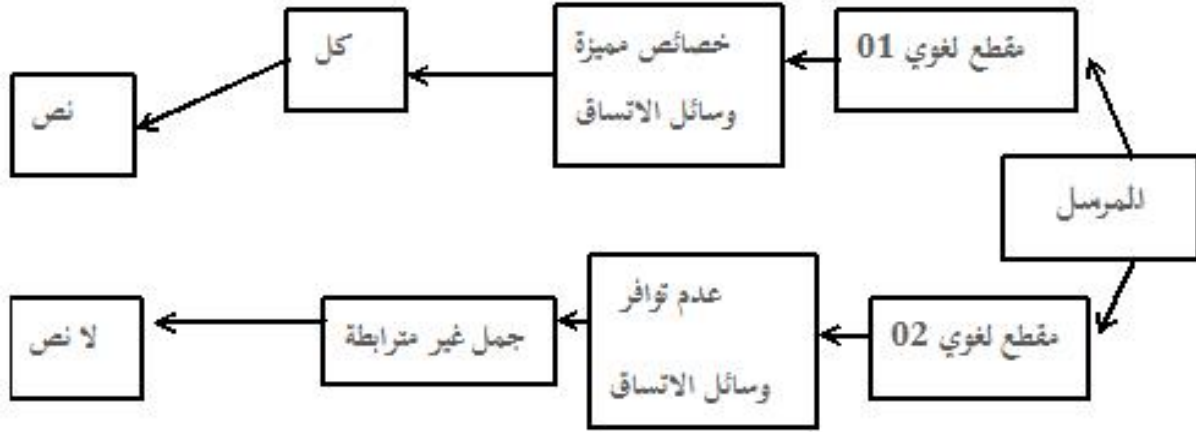 المرسل
مقطع لغوي 01
خصائص مميزة
وسائل الاتساق
كل
نص
مقطع لغوي 02
عدم توافر
وسائل الاتساق
جمل غير مترابطة
لا نص